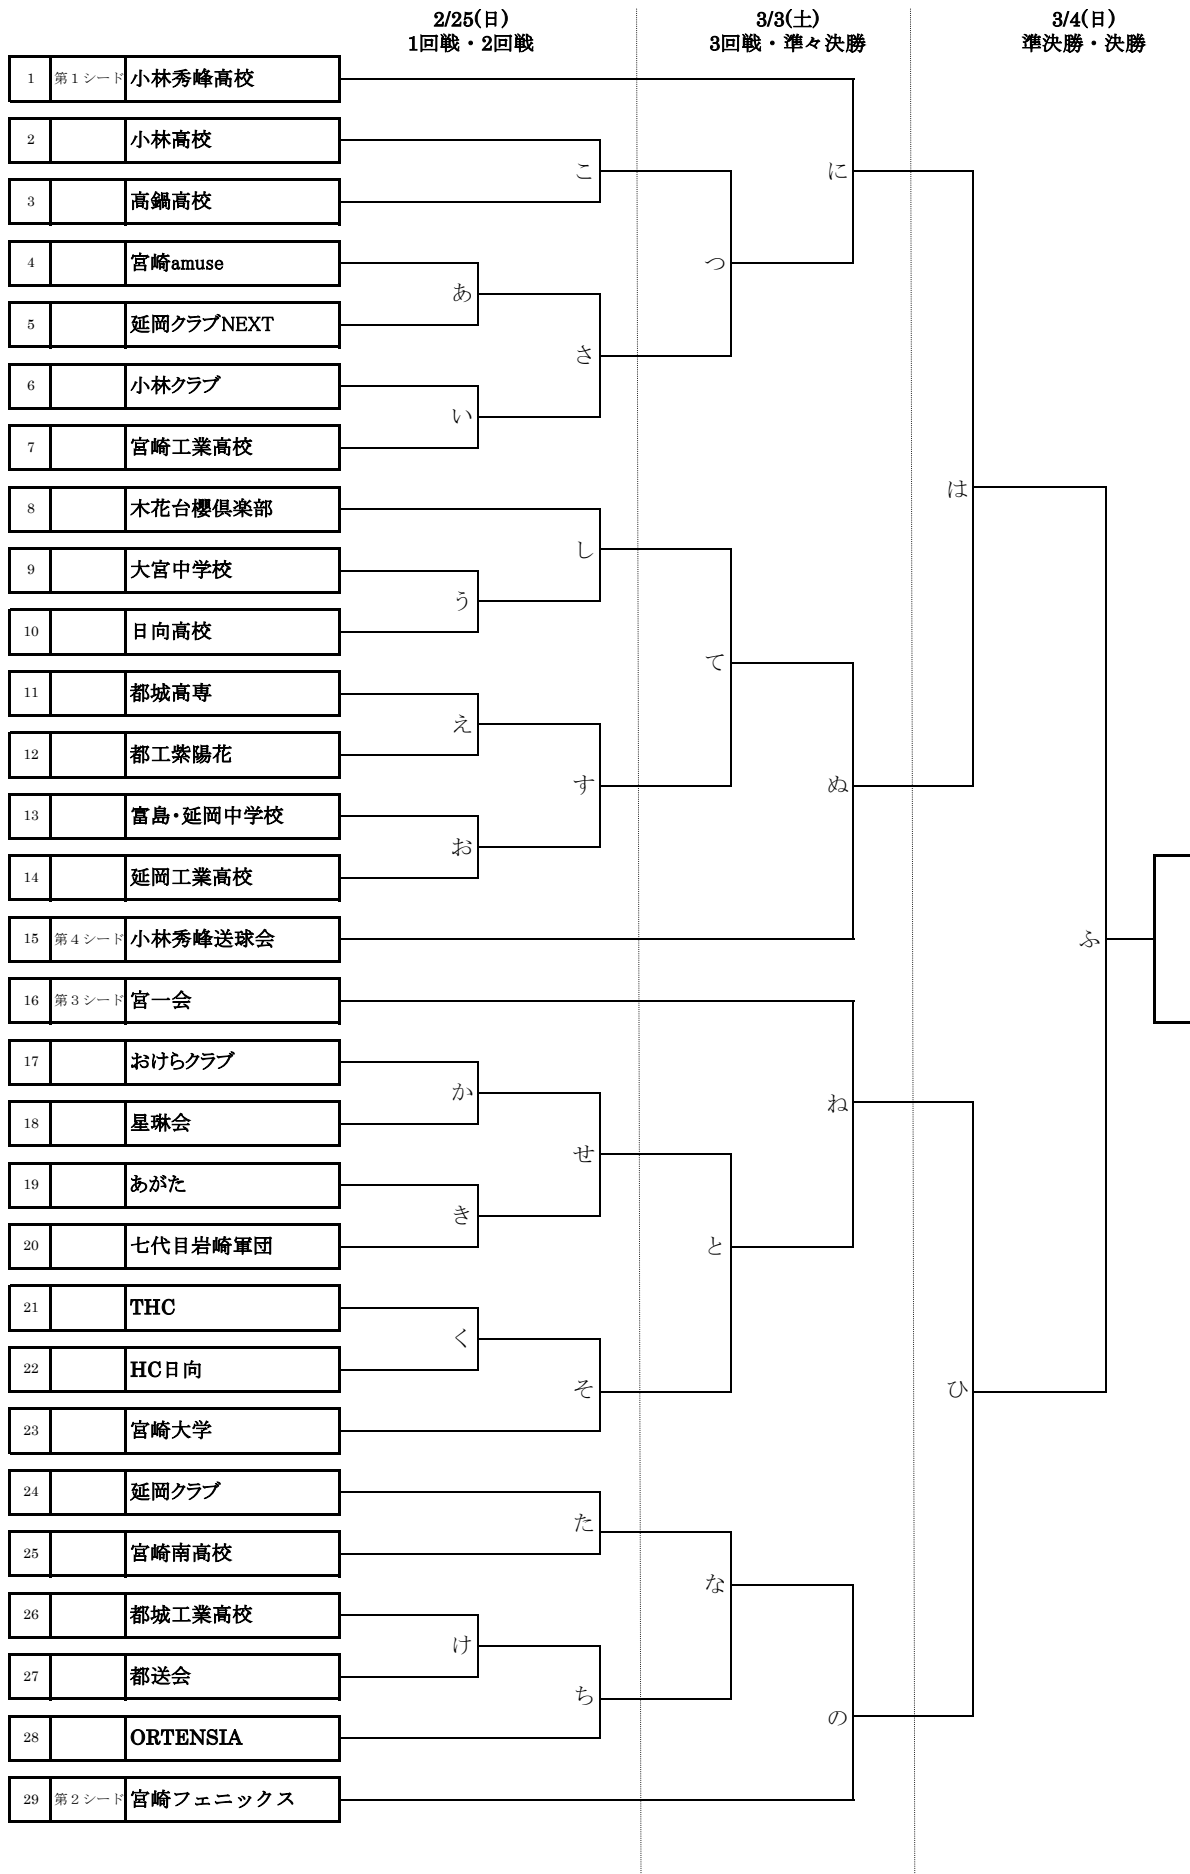 2/25(日)
1回戦・2回戦
3/3(土)
3回戦・準々決勝
3/4(日)
準決勝・決勝
1 第1シード 小林秀峰高校
2 小林高校
3 高鍋高校
4 宮崎amuse
5 延岡クラブNEXT
6 小林クラブ
7 宮崎工業高校
8 木花台櫻倶楽部
9 大宮中学校
10 日向高校
11 都城高専
12 都工紫陽花
13 富島・延岡中学校
14 延岡工業高校
15 第4シード 小林秀峰送球会
16 第3シード 宮一会
17 おけらクラブ
18 星琳会
19 あがた
20 七代目岩崎軍団
21 THC
22 HC日向
23 宮崎大学
24 延岡クラブ
25 宮崎南高校
26 都城工業高校
27 都送会
28 ORTENSIA
29 第2シード 宮崎フェニックス
あ
い
う
え
お
か
き
く
け
こ
さ
し
す
せ
そ
た
ち
つ
て
と
な
に
ぬ
ね
の
は
ひ
ふ